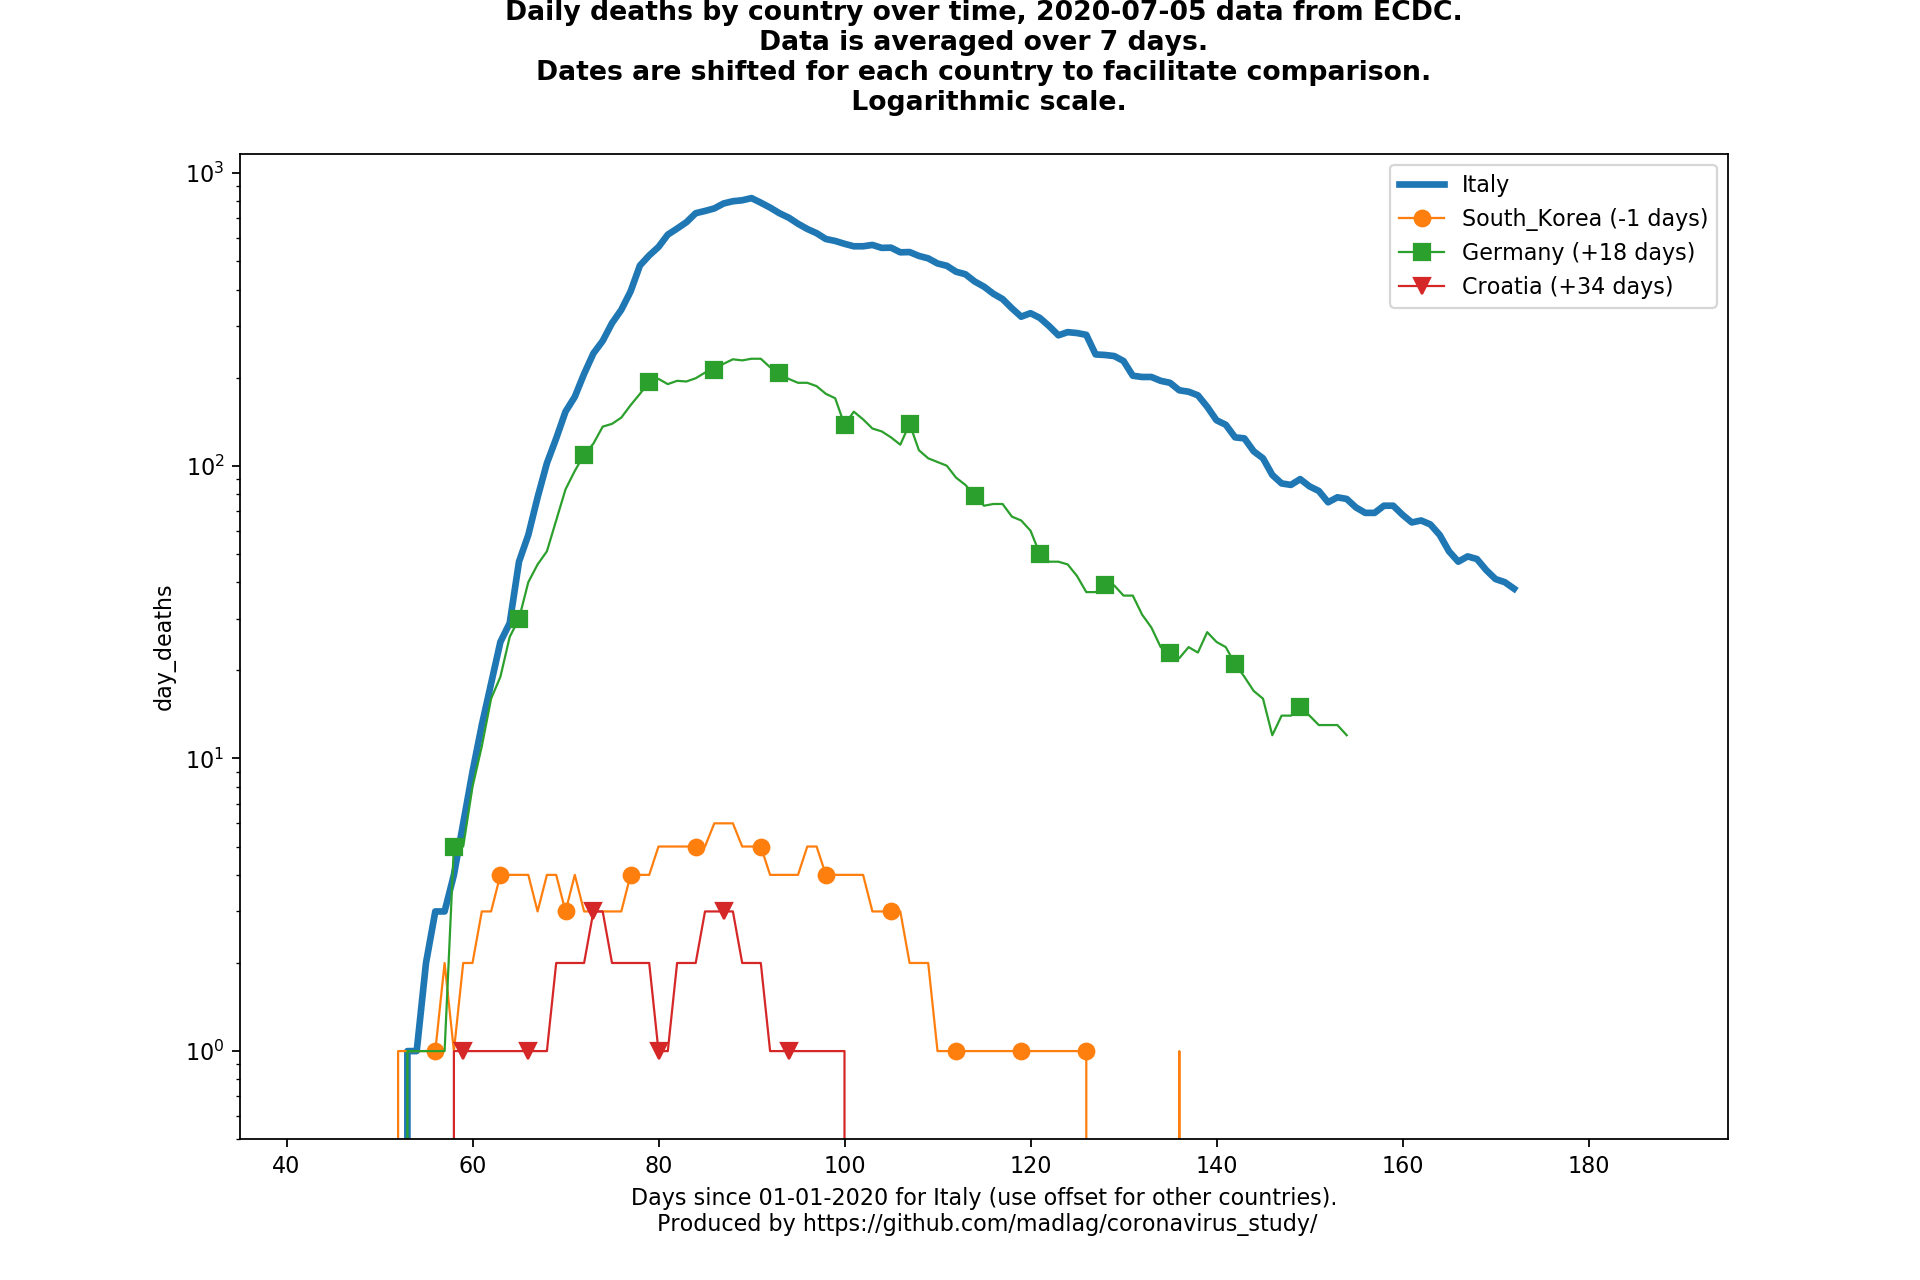 Daily deaths by country over time, 2020-07-05 data from ECDC.
Data is averaged over 7 days.
Dates are shifted for each country to facilitate comparison.
Logarithmic scale.
10³
10²
10¹
10⁰
day_deaths
Italy
South_Korea (-1 days)
Germany (+18 days)
Croatia (+34 days)
40 60 80 100 120 140 160 180
Days since 01-01-2020 for Italy (use offset for other countries).
Produced by https://github.com/madlag/coronavirus_study/